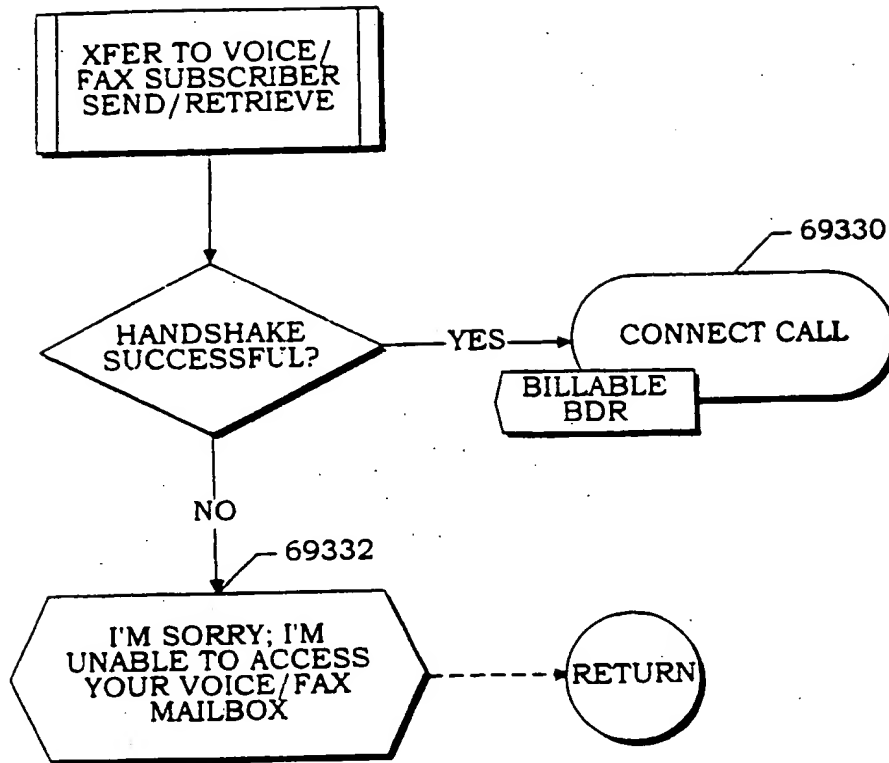 XFER TO VOICE/
FAX SUBSCRIBER
SEND/RETRIEVE
69330
HANDSHAKE
SUCCESSFUL?
YES
CONNECT CALL
BILLABLE
BDR
NO
69332
I'M SORRY; I'M
UNABLE TO ACCESS
YOUR VOICE/FAX
MAILBOX
RETURN